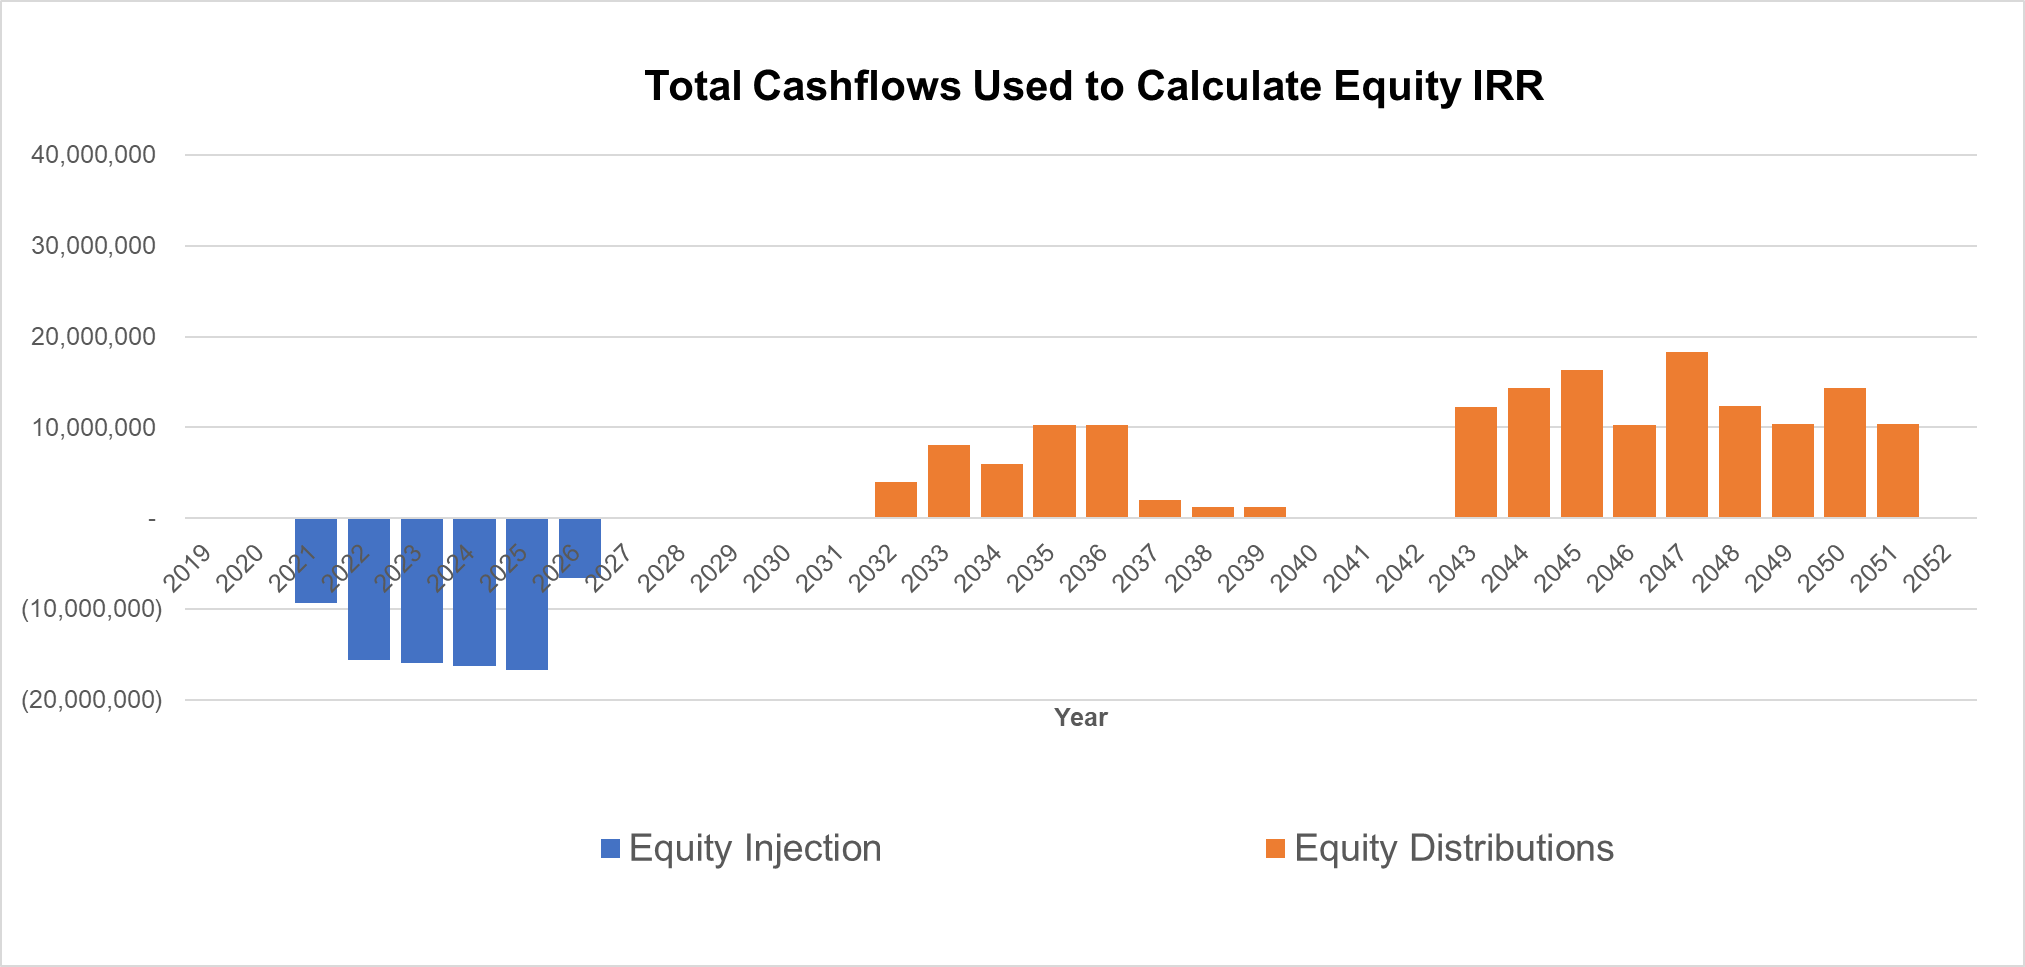 Total Cashflows Used to Calculate Equity IRR
40,000,000
30,000,000
20,000,000
10,000,000
-
(10,000,000)
(20,000,000)
2019 2020 2021 2022 2023 2024 2025 2026 2027 2028 2029 2030 2031 2032 2033 2034 2035 2036 2037 2038 2039 2040 2041 2042 2043 2044 2045 2046 2047 2048 2049 2050 2051 2052
Year
Equity Injection
Equity Distributions